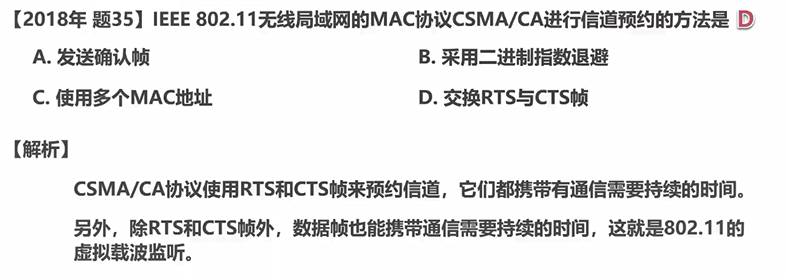 【2018年 题35】IEEE 802.11无线局域网的MAC协议CSMA/CA进行信道预约的方法是 D
A. 发送确认帧 B. 采用二进制指数退避
C. 使用多个MAC地址 D. 交换RTS与CTS帧
【解析】
CSMA/CA协议使用RTS和CTS帧来预约信道，它们都携带有通信需要持续的时间。
另外，除RTS和CTS帧外，数据帧也能携带通信需要持续的时间，这就是802.11的
虚拟载波监听。